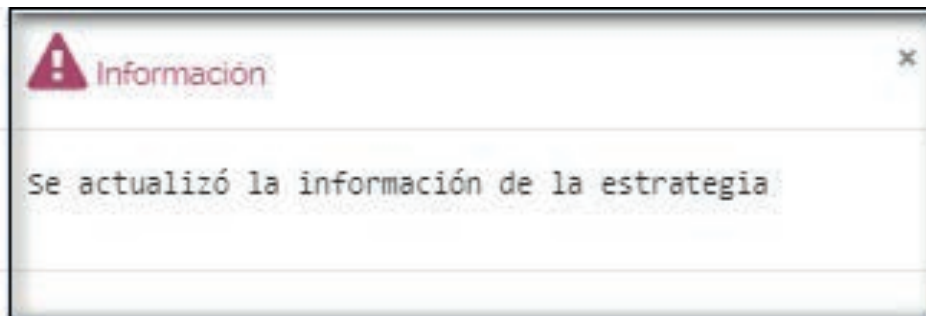 Información
Se actualizó la información de la estrategia